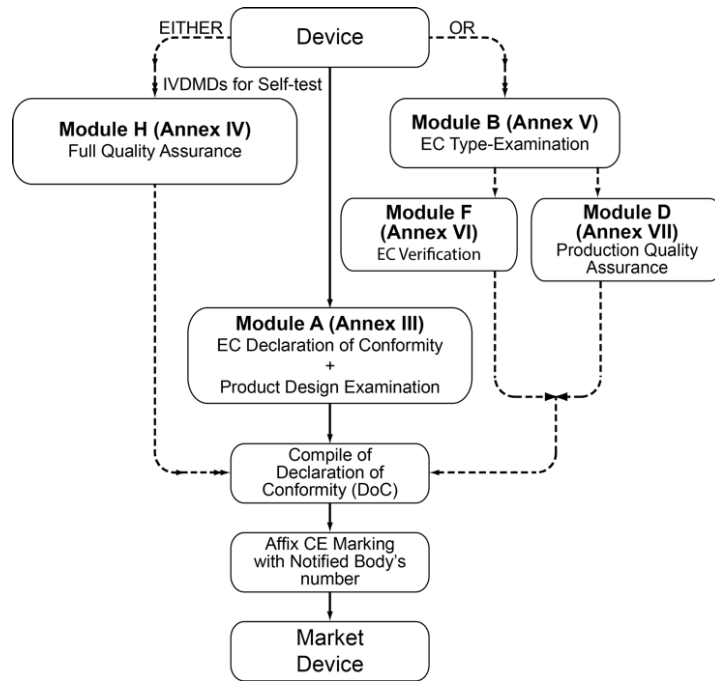 EITHER
Device
OR
IVDMDs for Self-test
Module H (Annex IV)
Full Quality Assurance
Module B (Annex V)
EC Type-Examination
Module F
(Annex VI)
EC Verification
Module D
(Annex VII)
Production Quality
Assurance
Module A (Annex III)
EC Declaration of Conformity
+
Product Design Examination
Compile of
Declaration of
Conformity (DoC)
Affix CE Marking
with Notified Body's
number
Market
Device